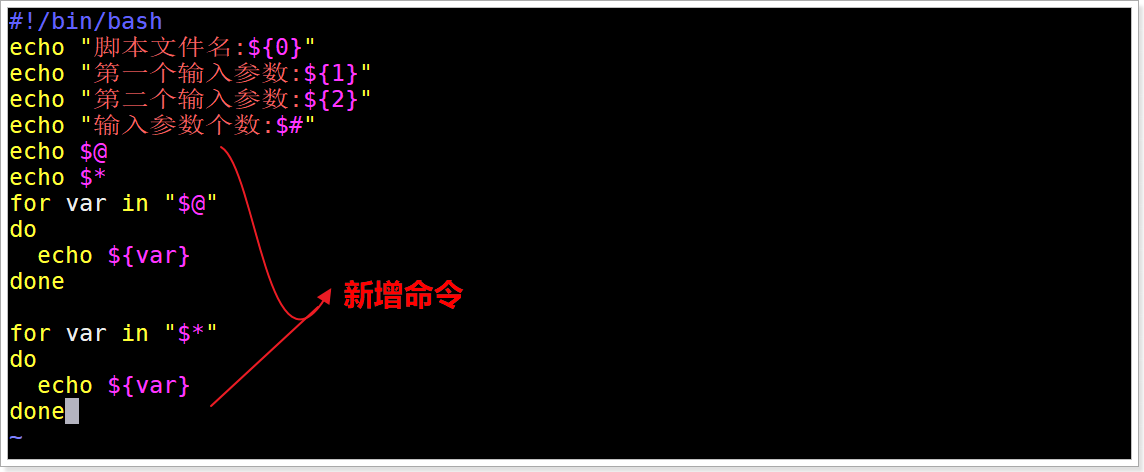 #!/bin/bash
echo "脚本文件名:${0}"
echo "第一个输入参数:${1}"
echo "第二个输入参数:${2}"
echo "输入参数个数:$#"
echo $@
echo $*
for var in "$@"
do
  echo ${var}
done
新增命令
for var in "$*"
do
  echo ${var}
done
~